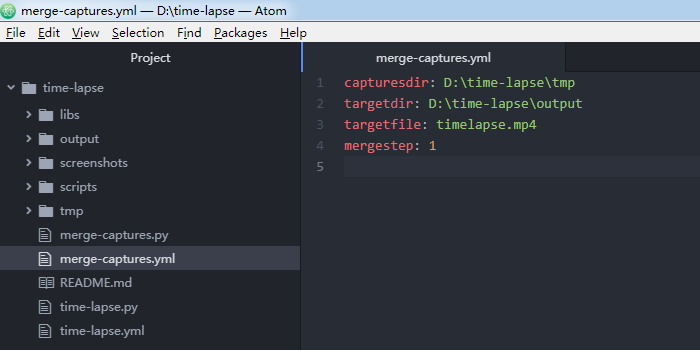 merge-captures.yml — D:\time-lapse — Atom
File Edit View Selection Find Packages Help
Project
time-lapse
libs
output
screenshots
scripts
tmp
merge-captures.py
merge-captures.yml
README.md
time-lapse.py
time-lapse.yml
merge-captures.yml
1 capturesdir: D:\time-lapse\tmp
2 targetdir: D:\time-lapse\output
3 targetfile: timelapse.mp4
4 mergestep: 1
5